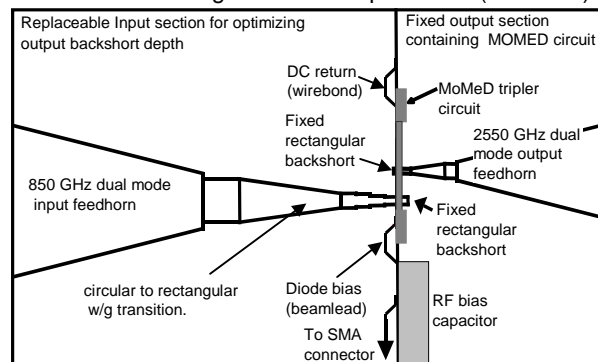 Replaceable Input section for optimizing
output backshort depth
Fixed output section
containing MOMED circuit
DC return
(wirebond)
MoMeD tripler
circuit
Fixed
rectangular
backshort
2550 GHz dual
mode output
feedhorn
850 GHz dual mode
input feedhorn
Fixed
rectangular
backshort
circular to rectangular
w/g transition.
Diode bias
(beamlead)
RF bias
capacitor
To SMA
connector